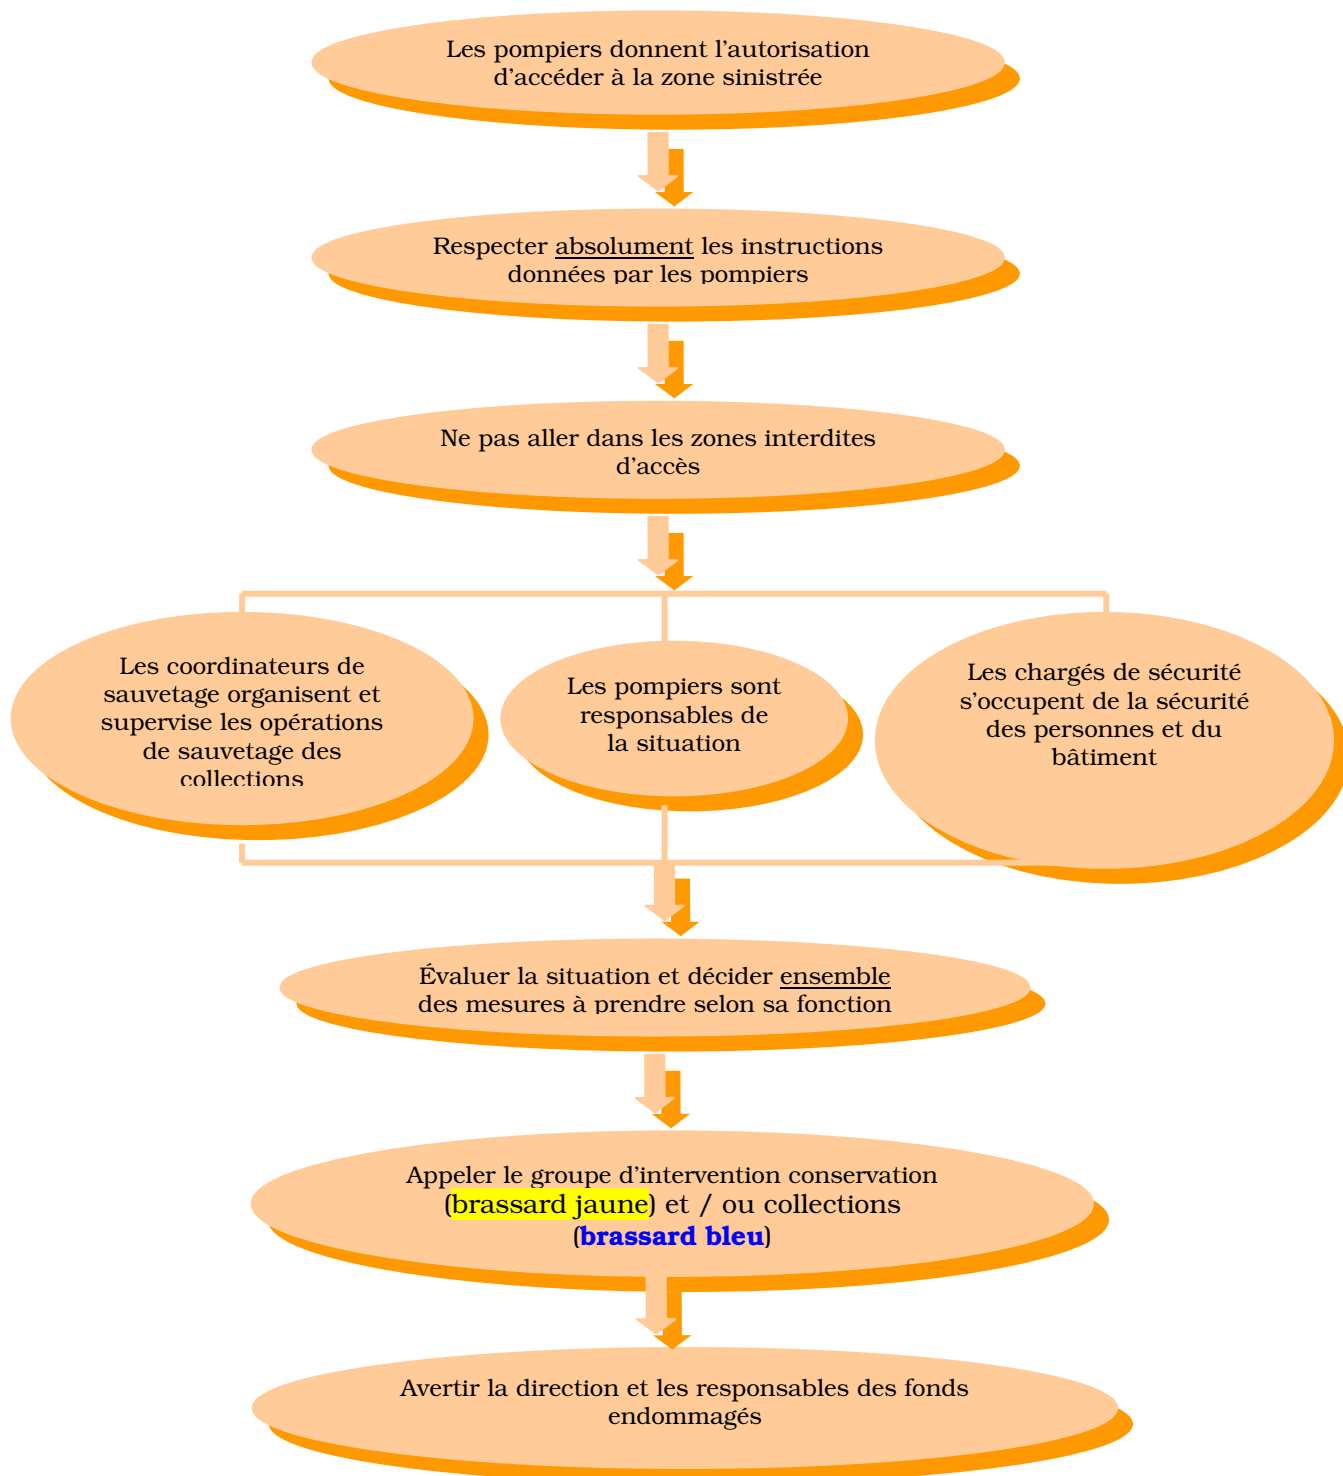 Les pompiers donnent l'autorisation
d'accéder à la zone sinistrée
Respecter absolument les instructions
données par les pompiers
Ne pas aller dans les zones interdites
d'accès
Les coordinateurs de
sauvetage organisent et
supervise les opérations
de sauvetage des
collections
Les pompiers sont
responsables de
la situation
Les chargés de sécurité
s'occupent de la sécurité
des personnes et du
bâtiment
Évaluer la situation et décider ensemble
des mesures à prendre selon sa fonction
Appeler le groupe d'intervention conservation
(brassard jaune) et / ou collections
(brassard bleu)
Avertir la direction et les responsables des fonds
endommagés